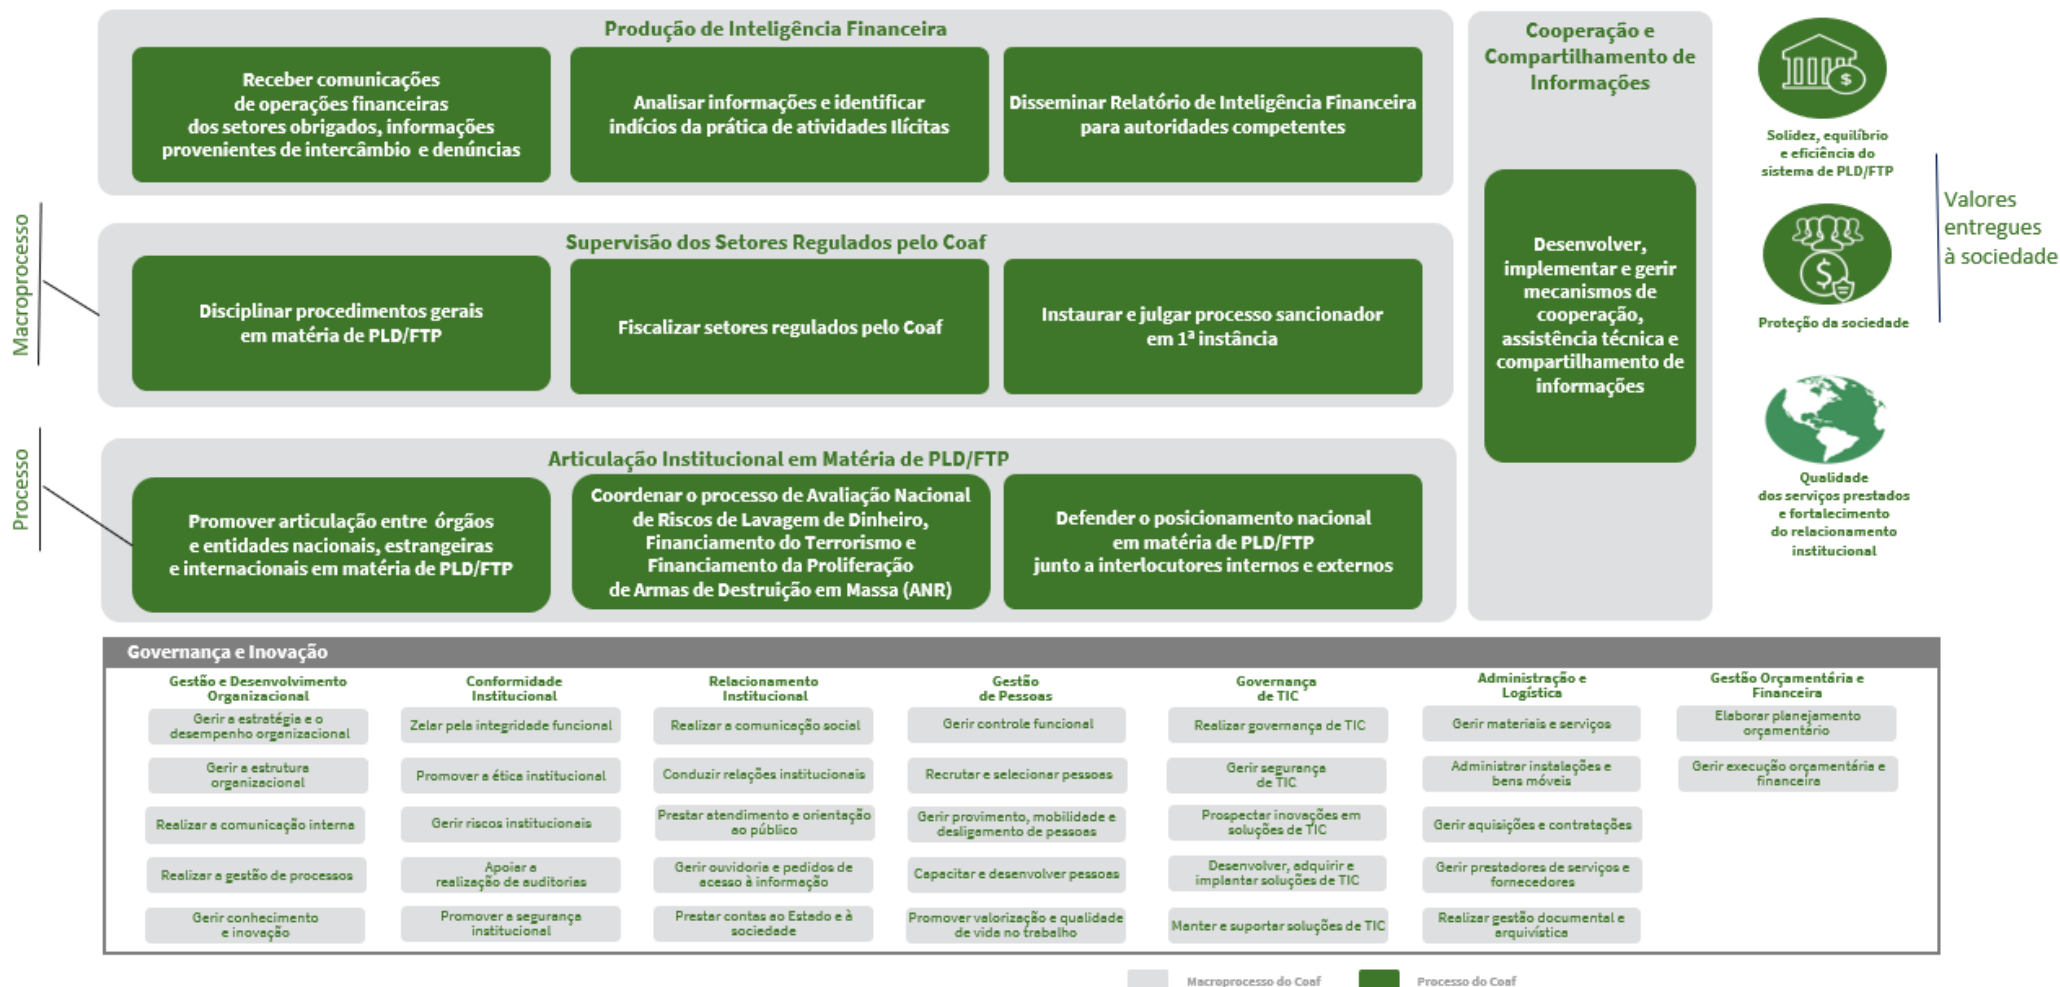 Produção de Inteligência Financeira
Receber comunicações
de operações financeiras
dos setores obrigados, informações
provenientes de intercâmbio e denúncias
Analisar informações e identificar
indícios da prática de atividades Ilícitas
Disseminar Relatório de Inteligência Financeira
para autoridades competentes
Macroprocesso
Supervisão dos Setores Regulados pelo Coaf
Disciplinar procedimentos gerais
em matéria de PLD/FTP
Fiscalizar setores regulados pelo Coaf
Instaurar e julgar processo sancionador
em 1ª instância
Processo
Articulação Institucional em Matéria de PLD/FTP
Promover articulação entre órgãos
e entidades nacionais, estrangeiras
e internacionais em matéria de PLD/FTP
Coordenar o processo de Avaliação Nacional
de Riscos de Lavagem de Dinheiro,
Financiamento do Terrorismo e
Financiamento da Proliferação
de Armas de Destruição em Massa (ANR)
Defender o posicionamento nacional
em matéria de PLD/FTP
junto a interlocutores internos e externos
Cooperação e
Compartilhamento de
Informações
Desenvolver,
implementar e gerir
mecanismos de
cooperação,
assistência técnica e
compartilhamento de
informações
$
Solidez, equilíbrio
e eficiência do
sistema de PLD/FTP
$
Proteção da sociedade
Qualidade
dos serviços prestados
e fortalecimento
do relacionamento
institucional
Valores
entregues
à sociedade
Governança e Inovação
Gestão e Desenvolvimento
Organizacional
Gerir a estratégia e o
desempenho organizacional
Gerir a estrutura
organizacional
Realizar a comunicação interna
Realizar a gestão de processos
Gerir conhecimento
e inovação
Conformidade
Institucional
Zelar pela integridade funcional
Promover a ética institucional
Gerir riscos institucionais
Apoiar a
realização de auditorias
Promover a segurança
institucional
Relacionamento
Institucional
Realizar a comunicação social
Conduzir relações institucionais
Prestar atendimento e orientação
ao público
Gerir ouvidoria e pedidos de
acesso à informação
Prestar contas ao Estado e à
sociedade
Gestão
de Pessoas
Gerir controle funcional
Recrutar e selecionar pessoas
Gerir provimento, mobilidade e
desligamento de pessoas
Capacitar e desenvolver pessoas
Promover valorização e qualidade
de vida no trabalho
Governança
de TIC
Realizar governança de TIC
Gerir segurança
de TIC
Prospectar inovações em
soluções de TIC
Desenvolver, adquirir e
implantar soluções de TIC
Manter e suportar soluções de TIC
Administração e
Logística
Gerir materiais e serviços
Administrar instalações e
bens móveis
Gerir aquisições e contratações
Gerir prestadores de serviços e
fornecedores
Realizar gestão documental e
arquivística
Gestão Orçamentária e
Financeira
Elaborar planejamento
orçamentário
Gerir execução orçamentária e
financeira
Macroprocesso do Coaf
Processo do Coaf